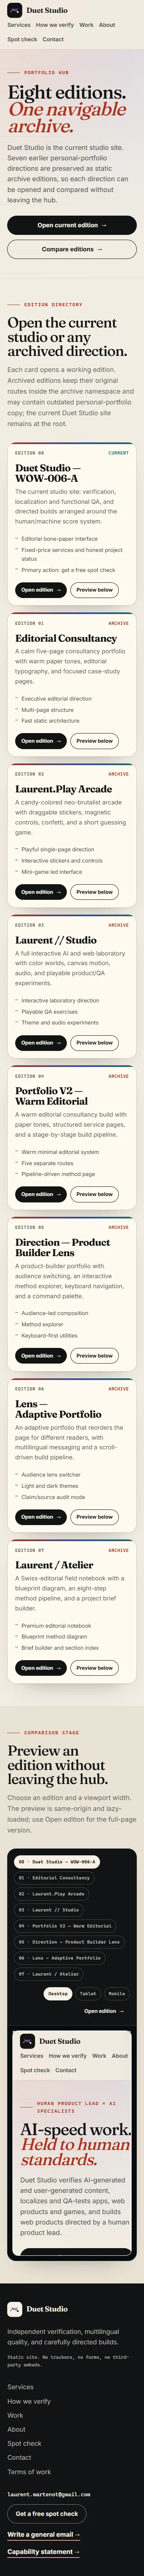 Duet Studio
Services How we verify Work About
Spot check Contact
PORTFOLIO HUB
Eight editions.
One navigable
archive.
Duet Studio is the current studio site.
Seven earlier personal-portfolio
directions are preserved as static
archive editions, so each direction can
be opened and compared without
leaving the hub.
Open current edition →
Compare editions →
EDITION DIRECTORY
Open the current
studio or any
archived direction.
Each card opens a working edition.
Archived editions keep their original
routes inside the archive namespace and
may contain outdated personal-portfolio
copy; the current Duet Studio site
remains at the root.
EDITION 08 CURRENT
Duet Studio —
WOW-006-A
The current studio site: verification,
localization and functional QA, and
directed builds arranged around the
human/machine score system.
– Editorial bone-paper interface
– Fixed-price services and honest project
status
– Primary action: get a free spot check
Open edition → Preview below
EDITION 01 ARCHIVE
Editorial Consultancy
A calm five-page consultancy portfolio
with warm paper tones, editorial
typography, and focused case-study
pages.
– Executive editorial direction
– Multi-page structure
– Fast static architecture
Open edition → Preview below
EDITION 02 ARCHIVE
Laurent.Play Arcade
A candy-colored neo-brutalist arcade
with draggable stickers, magnetic
controls, confetti, and a short guessing
game.
– Playful single-page direction
– Interactive stickers and controls
– Mini-game led interface
Open edition → Preview below
EDITION 03 ARCHIVE
Laurent // Studio
A full interactive AI and web laboratory
with color worlds, canvas motion,
audio, and playable product/QA
experiments.
– Interactive laboratory direction
– Playable QA exercises
– Theme and audio experiments
Open edition → Preview below
EDITION 04 ARCHIVE
Portfolio V2 —
Warm Editorial
A warm editorial consultancy build with
paper tones, structured service pages,
and a stage-by-stage build pipeline.
– Warm minimal editorial system
– Five separate routes
– Pipeline-driven method page
Open edition → Preview below
EDITION 05 ARCHIVE
Direction — Product
Builder Lens
A product-builder portfolio with
audience switching, an interactive
method explorer, keyboard navigation,
and a command palette.
– Audience-led composition
– Method explorer
– Keyboard-first utilities
Open edition → Preview below
EDITION 06 ARCHIVE
Lens —
Adaptive Portfolio
An adaptive portfolio that reorders the
page for different readers, with
multilingual messaging and a scroll-
driven build pipeline.
– Audience lens switcher
– Light and dark themes
– Claim/source audit mode
Open edition → Preview below
EDITION 07 ARCHIVE
Laurent / Atelier
A Swiss-editorial field notebook with a
blueprint diagram, an eight-step
method pipeline, and a project brief
builder.
– Premium editorial notebook
– Blueprint method diagram
– Brief builder and section index
Open edition → Preview below
COMPARISON STAGE
Preview an
edition without
leaving the hub.
Choose an edition and a viewport width.
The preview is same-origin and lazy-
loaded; use Open edition for the full-page
version.
08 · Duet Studio — WOW-006-A
01 · Editorial Consultancy
02 · Laurent.Play Arcade
03 · Laurent // Studio
04 · Portfolio V2 — Warm Editorial
05 · Direction — Product Builder Lens
06 · Lens — Adaptive Portfolio
07 · Laurent / Atelier
Desktop Tablet Mobile
Open edition →
Duet Studio
Services How we verify Work About
Spot check Contact
HUMAN PRODUCT LEAD × AI
SPECIALISTS
AI-speed work.
Held to human
standards.
Duet Studio verifies AI-generated
and user-generated content,
localizes and QA-tests apps, web
products and games, and builds
web products directed by a human
product lead.
Duet Studio
Independent verification, multilingual
quality, and carefully directed builds.
Static site. No trackers, no forms, no third-
party embeds.
Services
How we verify
Work
About
Spot check
Contact
Terms of work
laurent.martenot@gmail.com
Get a free spot check
Write a general email →
Capability statement →